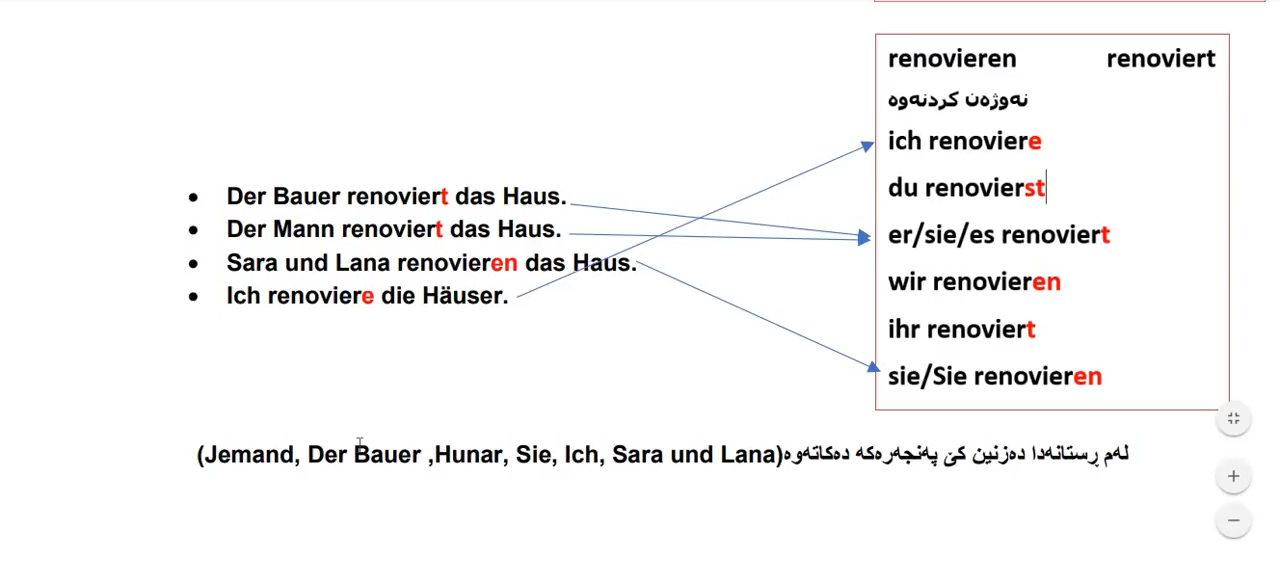 renovieren renoviert
نەوژەن کردنەوە
ich renoviere
du renovierst
er/sie/es renoviert
wir renovieren
ihr renoviert
sie/Sie renovieren
• Der Bauer renoviert das Haus.
• Der Mann renoviert das Haus.
• Sara und Lana renovieren das Haus.
• Ich renoviere die Häuser.
لەم ڕستانەدا دەزنین کێ پەنجەرەکە دەکاتەوە(Jemand, Der Bauer ,Hunar, Sie, Ich, Sara und Lana)